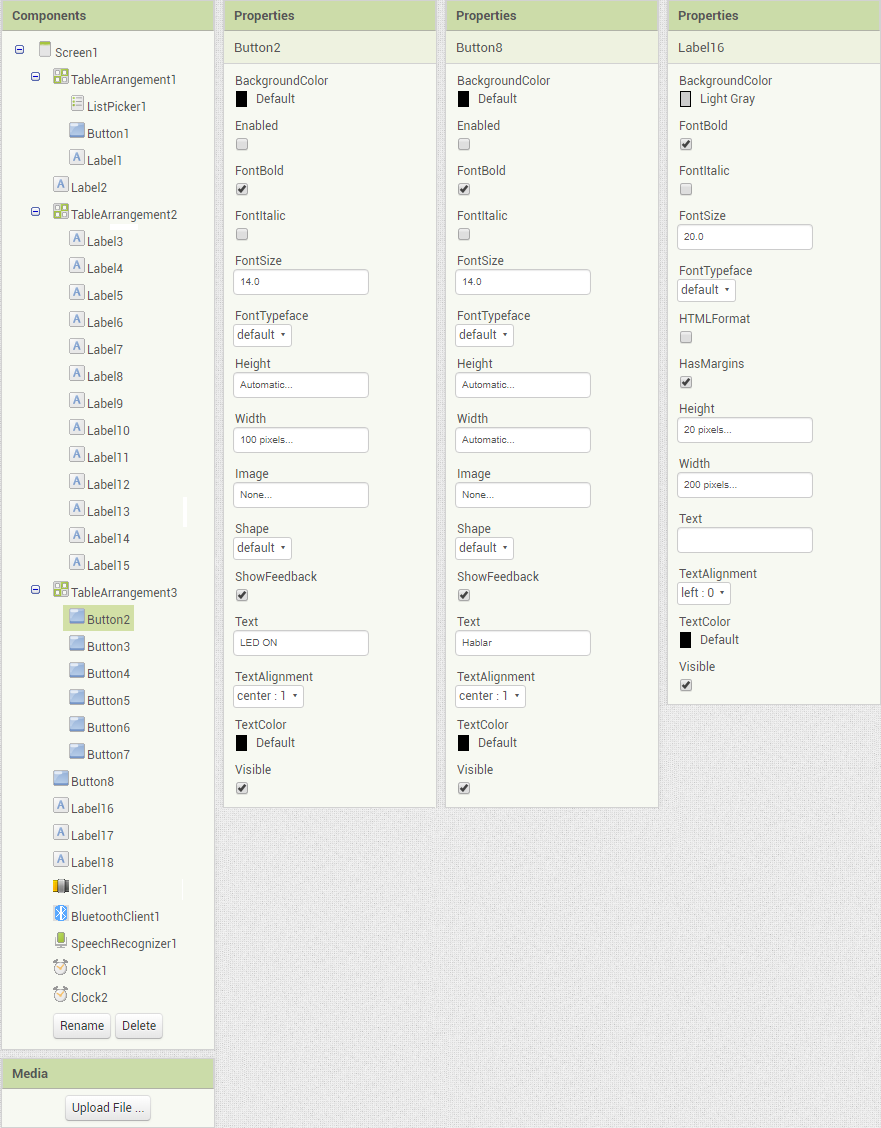 Components
Screen1
TableArrangement1
ListPicker1
Button1
Label1
Label2
TableArrangement2
Label3
Label4
Label5
Label6
Label7
Label8
Label9
Label10
Label11
Label12
Label13
Label14
Label15
TableArrangement3
Button2
Button3
Button4
Button5
Button6
Button7
Button8
Label16
Label17
Label18
Slider1
BluetoothClient1
SpeechRecognizer1
Clock1
Clock2
Rename Delete
Media
Upload File ...
Properties
Button2
BackgroundColor
Default
Enabled
FontBold
FontItalic
FontSize
14.0
FontTypeface
default
Height
Automatic...
Width
100 pixels...
Image
None...
Shape
default
ShowFeedback
Text
LED ON
TextAlignment
center : 1
TextColor
Default
Visible
Properties
Button8
BackgroundColor
Default
Enabled
FontBold
FontItalic
FontSize
14.0
FontTypeface
default
Height
Automatic...
Width
Automatic...
Image
None...
Shape
default
ShowFeedback
Text
Hablar
TextAlignment
center : 1
TextColor
Default
Visible
Properties
Label16
BackgroundColor
Light Gray
FontBold
FontItalic
FontSize
20.0
FontTypeface
default
HTMLFormat
HasMargins
Height
20 pixels...
Width
200 pixels...
Text
TextAlignment
left : 0
TextColor
Default
Visible